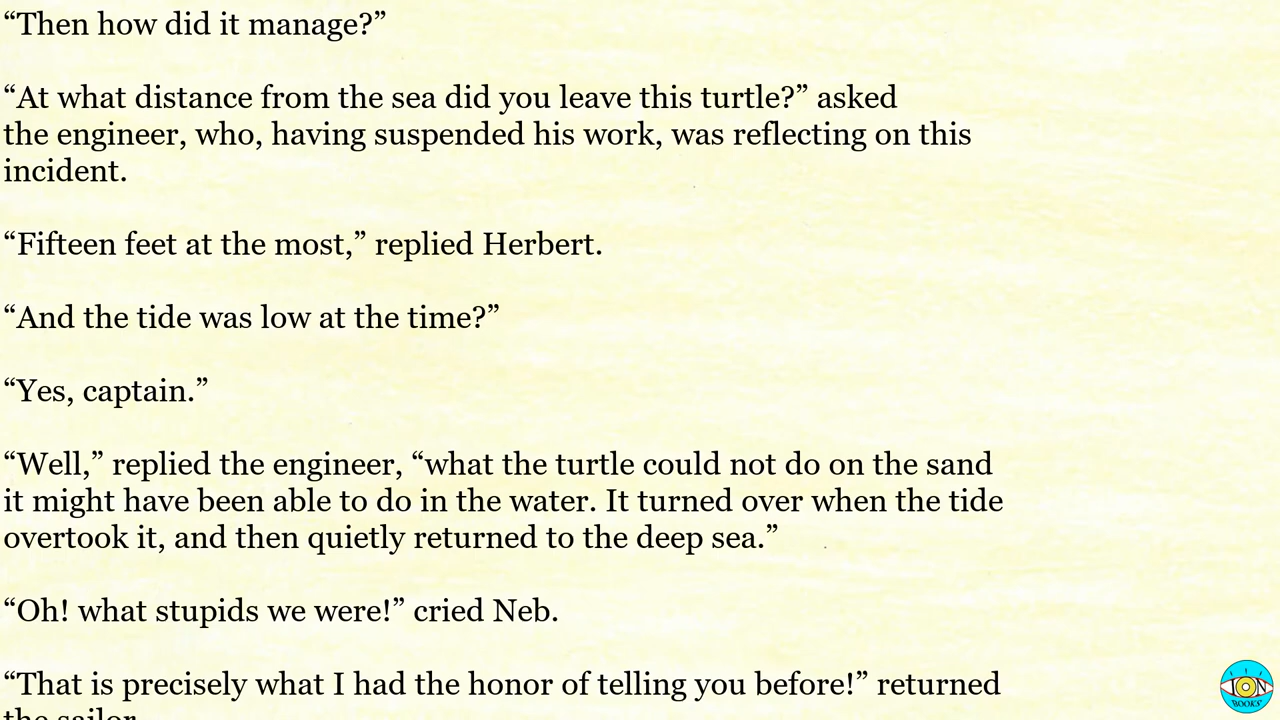 “Then how did it manage?”
“At what distance from the sea did you leave this turtle?” asked
the engineer, who, having suspended his work, was reflecting on this
incident.
“Fifteen feet at the most,” replied Herbert.
“And the tide was low at the time?”
“Yes, captain.”
“Well,” replied the engineer, “what the turtle could not do on the sand
it might have been able to do in the water. It turned over when the tide
overtook it, and then quietly returned to the deep sea.”
“Oh! what stupids we were!” cried Neb.
“That is precisely what I had the honor of telling you before!” returned
the sailor.
ION
BOOKS